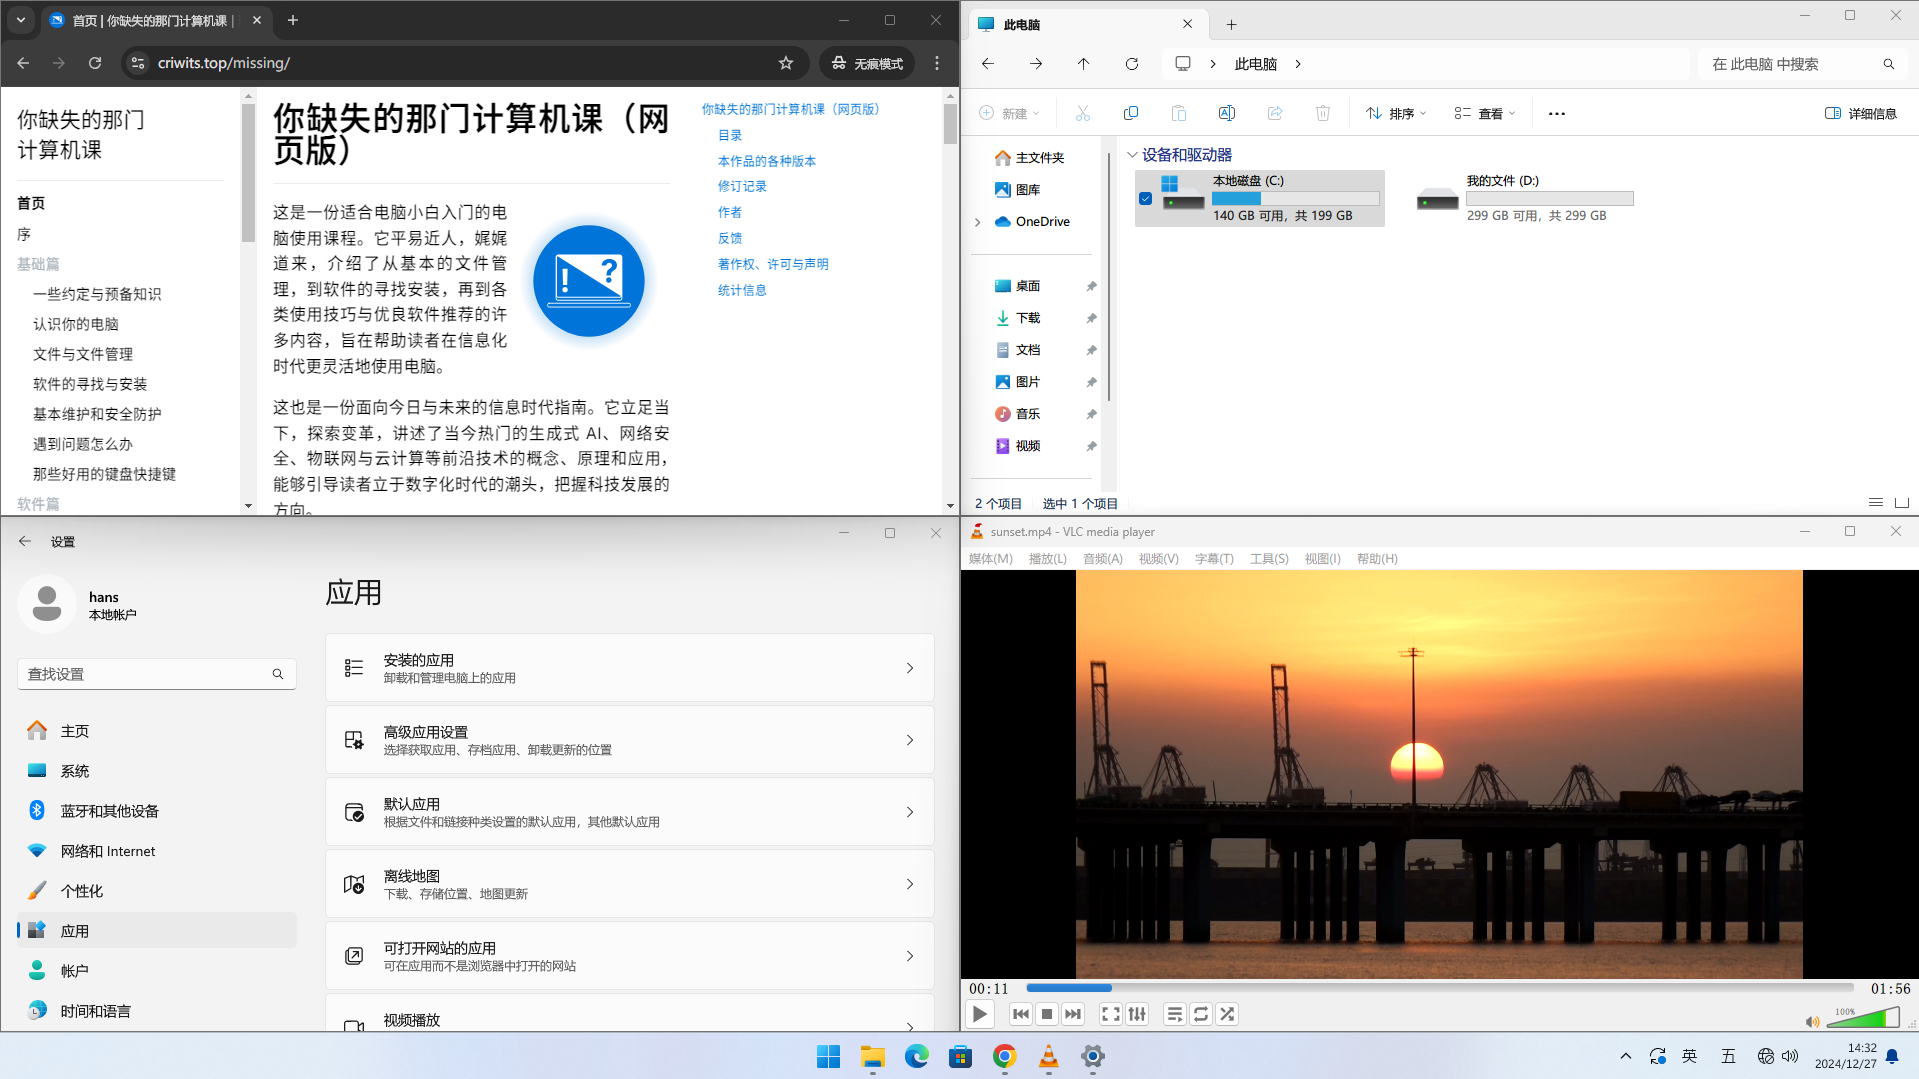 首页 | 你缺失的那门计算机课 |
criwits.top/missing/
无痕模式
你缺失的那门
计算机课
首页
序
基础篇
一些约定与预备知识
认识你的电脑
文件与文件管理
软件的寻找与安装
基本维护和安全防护
遇到问题怎么办
那些好用的键盘快捷键
软件篇
你缺失的那门计算机课（网
页版）
这是一份适合电脑小白入门的电
脑使用课程。它平易近人，娓娓
道来，介绍了从基本的文件管
理，到软件的寻找安装，再到各
类使用技巧与优良软件推荐的许
多内容，旨在帮助读者在信息化
时代更灵活地使用电脑。
这也是一份面向今日与未来的信息时代指南。它立足当
下，探索变革，讲述了当今热门的生成式 AI、网络安
全、物联网与云计算等前沿技术的概念、原理和应用，
能够引导读者立于数字化时代的潮头，把握科技发展的
方向。
你缺失的那门计算机课（网页版）
目录
本作品的各种版本
修订记录
作者
反馈
著作权、许可与声明
统计信息
此电脑
此电脑
在 此电脑 中搜索
新建
排序
查看
详细信息
主文件夹
图库
OneDrive
桌面
下载
文档
图片
音乐
视频
设备和驱动器
本地磁盘 (C:)
140 GB 可用，共 199 GB
我的文件 (D:)
299 GB 可用，共 299 GB
2 个项目
选中 1 个项目
设置
hans
本地帐户
查找设置
主页
系统
蓝牙和其他设备
网络和 Internet
个性化
应用
帐户
时间和语言
应用
安装的应用
卸载和管理电脑上的应用
高级应用设置
选择获取应用、存档应用、卸载更新的位置
默认应用
根据文件和链接种类设置的默认应用，其他默认应用
离线地图
下载、存储位置、地图更新
可打开网站的应用
可在应用而不是浏览器中打开的网站
视频播放
sunset.mp4 - VLC media player
媒体(M) 播放(L) 音频(A) 视频(V) 字幕(T) 工具(S) 视图(I) 帮助(H)
00:11
01:56
100%
英
五
14:32
2024/12/27